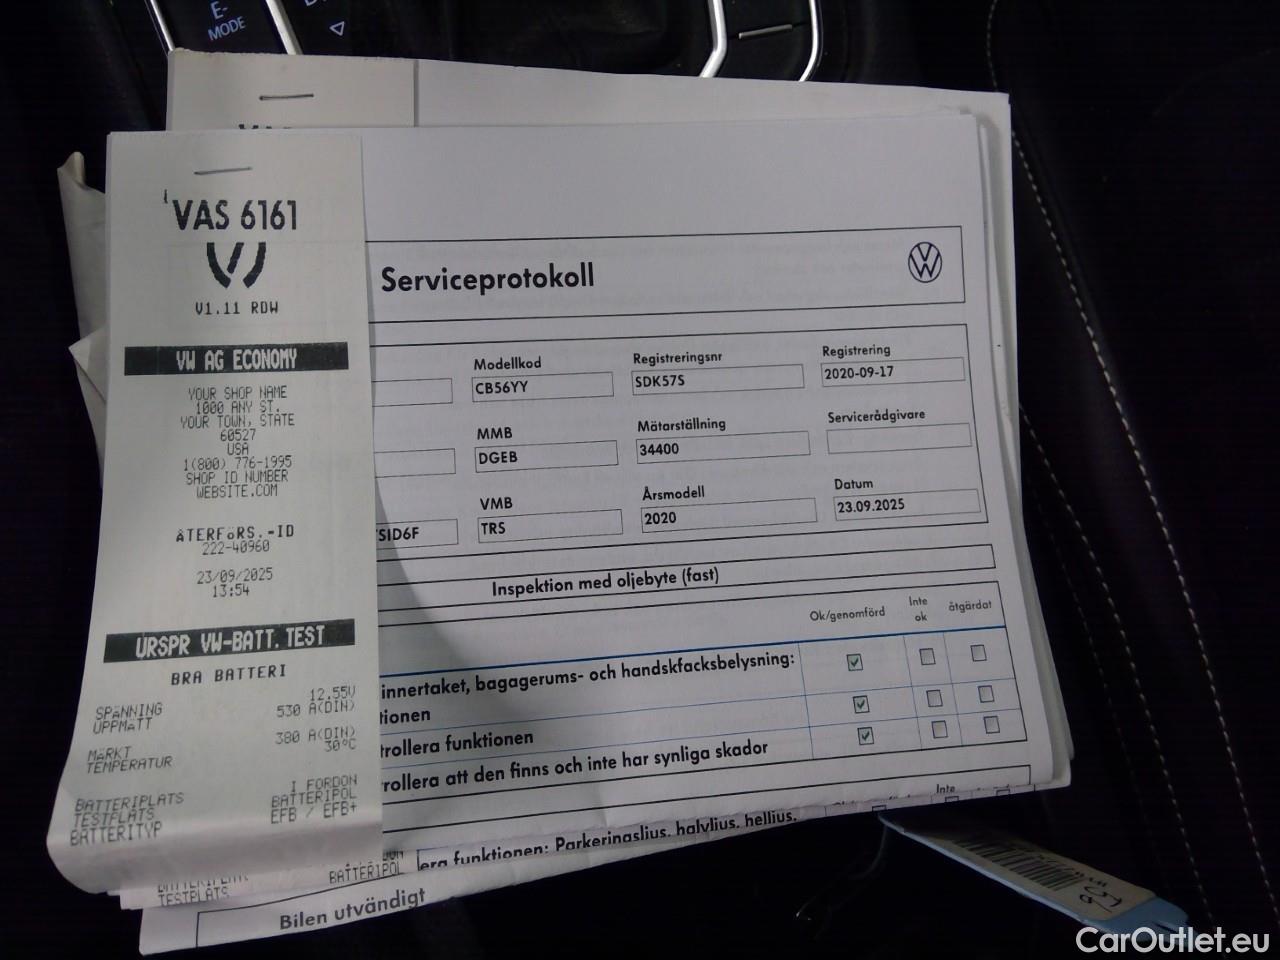 E-
MODE
VAS 6161
V1.11 RDW
VW AG ECONOMY
YOUR SHOP NAME
1000 ANY ST.
YOUR TOWN, STATE
60527
USA
1(800) 776-1995
SHOP ID NUMBER
WEBSITE.COM
ÅTERFöRS.-ID
222-40960
23/09/2025
13:54
URSPR VW-BATT.TEST
BRA BATTERI
SPÄNNING 12.55V
UPPMÄTT 530 A(DIN)
MÄRKT 380 A(DIN)
TEMPERATUR 30°C
BATTERIPLATS I FORDON
TESTPLATS BATTERIPOL
BATTERITYP EFB / EFB+
TESTPLATS BATTERIPOL
Serviceprotokoll
Modellkod Registreringsnr Registrering
CB56YY SDK57S 2020-09-17
MMB Mätarställning Servicerådgivare
DGEB 34400
VMB Årsmodell Datum
SID6F TRS 2020 23.09.2025
Inspektion med oljebyte (fast)
Ok/genomförd Inte ok åtgärdat
innertaket, bagagerums- och handskfacksbelysning:
tionen
trollera funktionen
rollera att den finns och inte har synliga skador
Inte
lera funktionen: Parkeringsljus, halvljus, helljus,
Bilen utvändigt
CarOutlet.eu